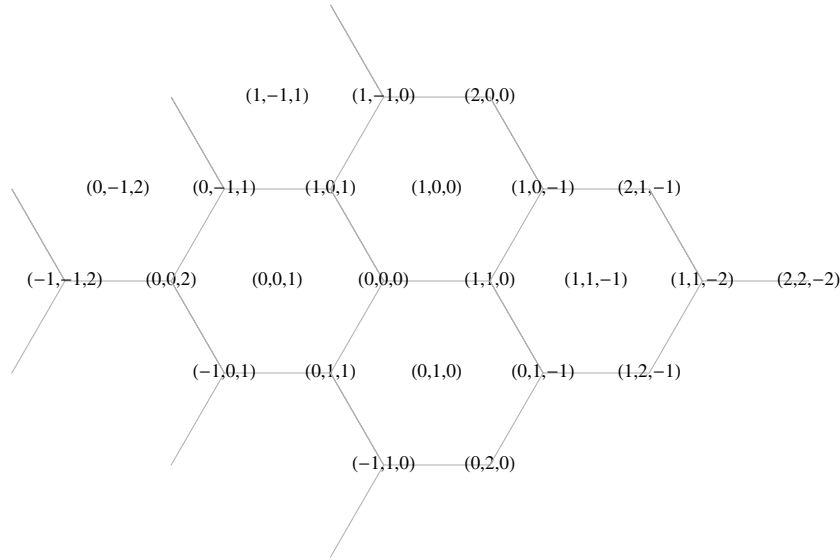 (1,−1,1) (1,−1,0) (2,0,0)
(0,−1,2) (0,−1,1) (1,0,1) (1,0,0) (1,0,−1) (2,1,−1)
(−1,−1,2) (0,0,2) (0,0,1) (0,0,0) (1,1,0) (1,1,−1) (1,1,−2) (2,2,−2)
(−1,0,1) (0,1,1) (0,1,0) (0,1,−1) (1,2,−1)
(−1,1,0) (0,2,0)